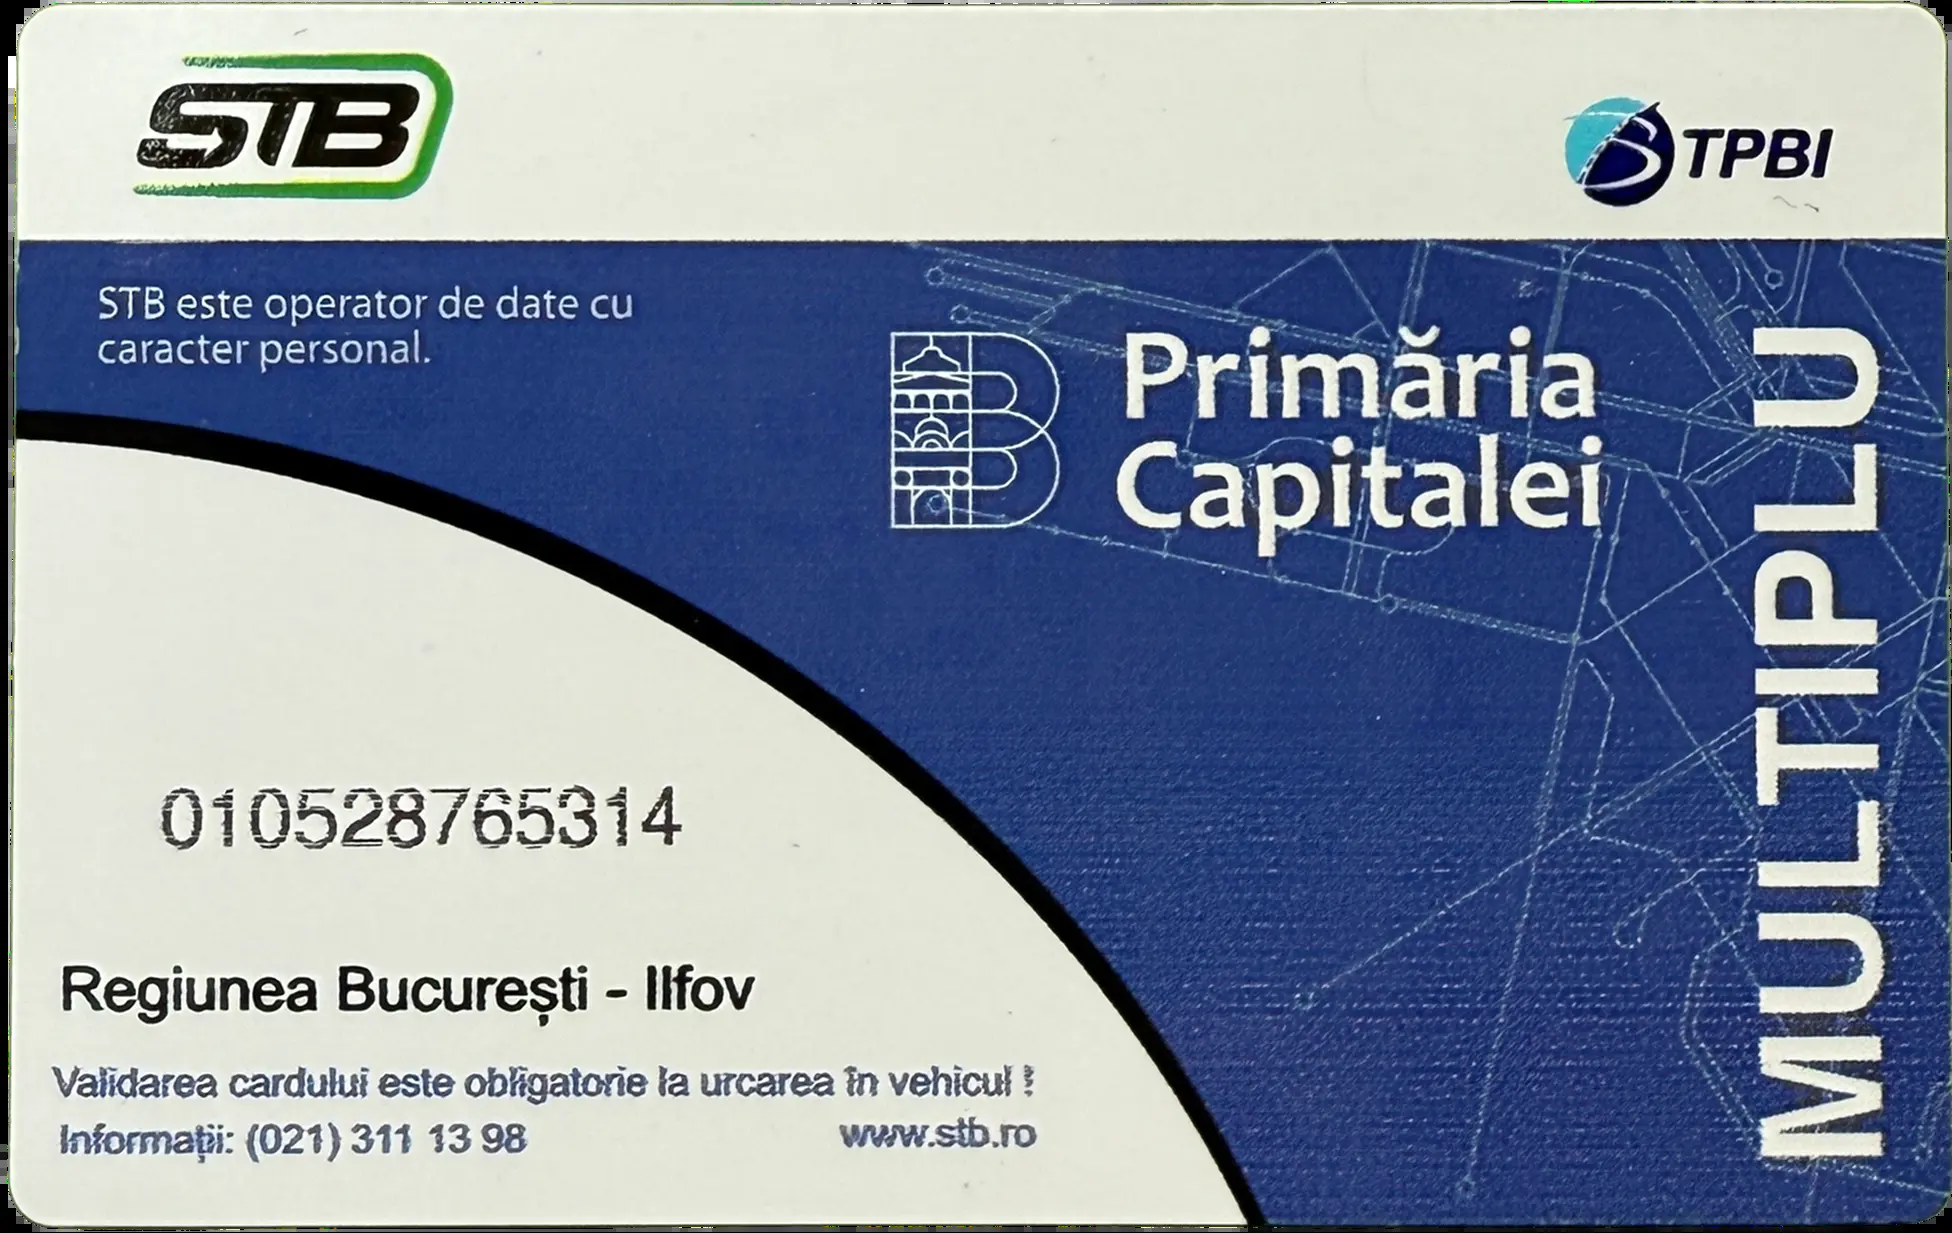 STB
TPBI
STB este operator de date cu
caracter personal.
Primăria
Capitalei
MULTIPLU
010528765314
Regiunea București - Ilfov
Validarea cardului este obligatorie la urcarea în vehicul !
Informații: (021) 311 13 98
www.stb.ro